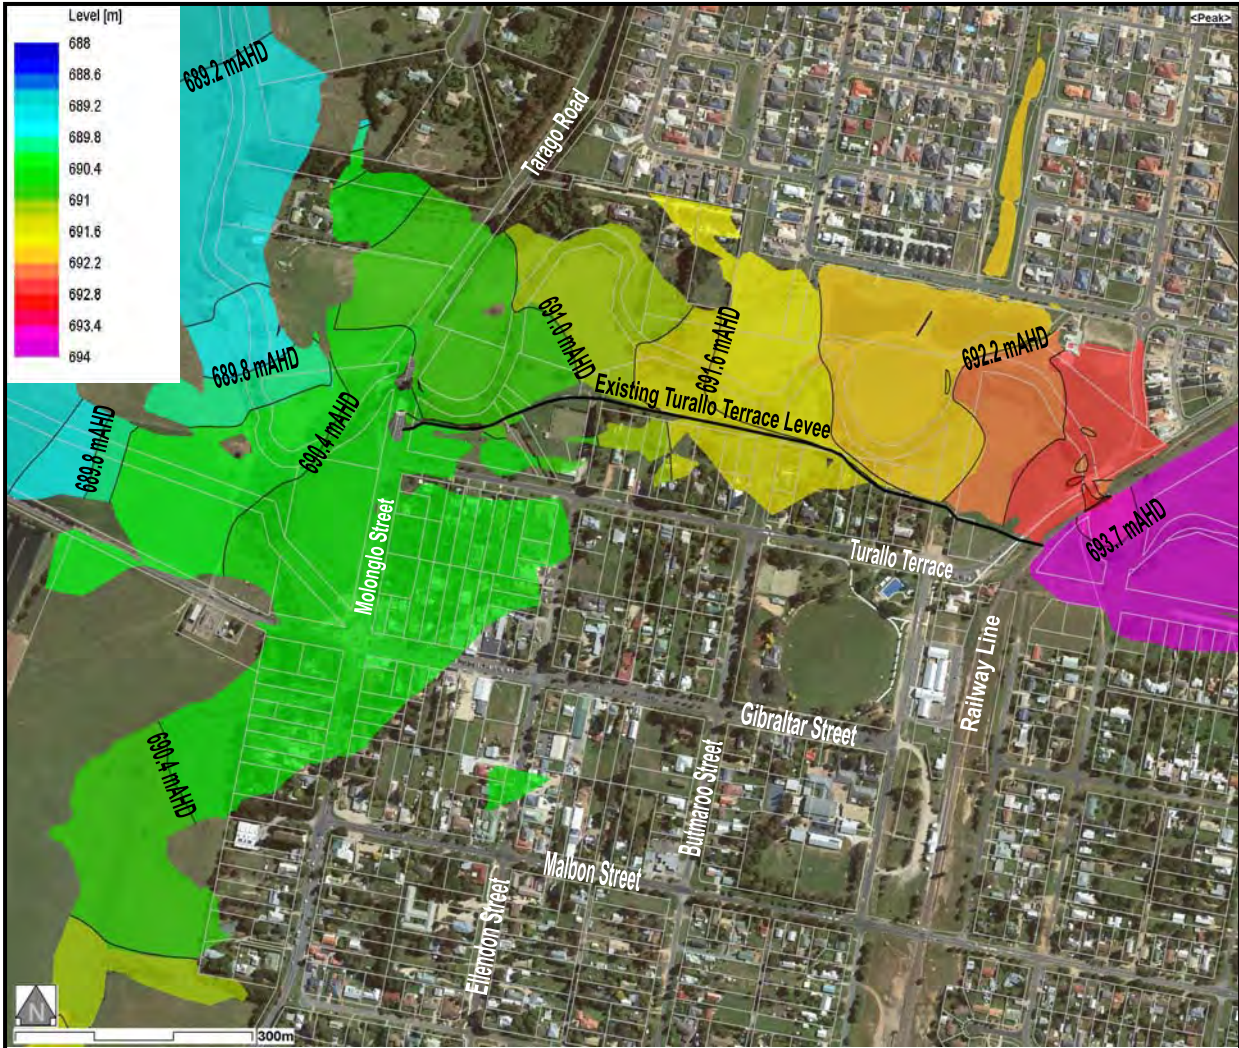 Level [m]
688
688.6
689.2
689.8
690.4
691
691.6
692.2
692.8
693.4
694
<Peak>
689.2 mAHD
Tarago Road
691.0 mAHD
691.6 mAHD
692.2 mAHD
689.8 mAHD
Existing Turallo Terrace Levee
690.4 mAHD
689.8 mAHD
693.7 mAHD
Molonglo Street
Turallo Terrace
Railway Line
Gibraltar Street
690.4 mAHD
Butmaroo Street
Malbon Street
Ellendon Street
N
300m